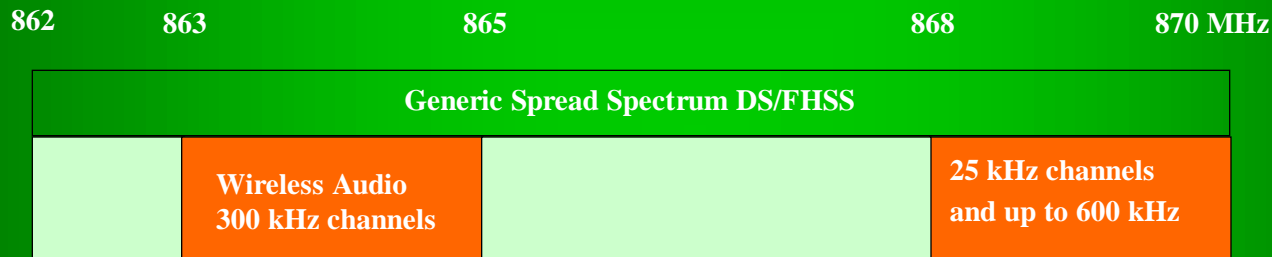 862 863 865 868 870 MHz
Generic Spread Spectrum DS/FHSS
Wireless Audio
300 kHz channels
25 kHz channels
and up to 600 kHz